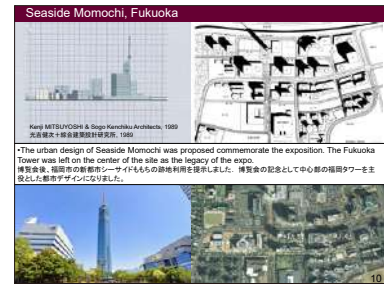 Seaside Momochi, Fukuoka
Kenji MITSUYOSHI & Sogo Kenchiku Architects, 1989
光吉健次＋綜合建築設計研究所, 1989
•The urban design of Seaside Momochi was proposed commemorate the exposition. The Fukuoka
Tower was left on the center of the site as the legacy of the expo.
博覧会後、福岡市の新都市シーサイドももちの跡地利用を提示しました. 博覧会の記念として中心部の福岡タワーを主
役とした都市デザインになりました。
10